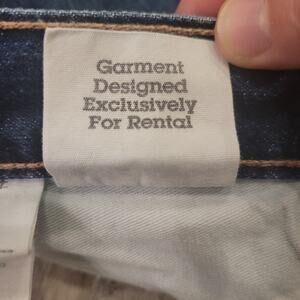 Garment
Designed
Exclusively
For Rental